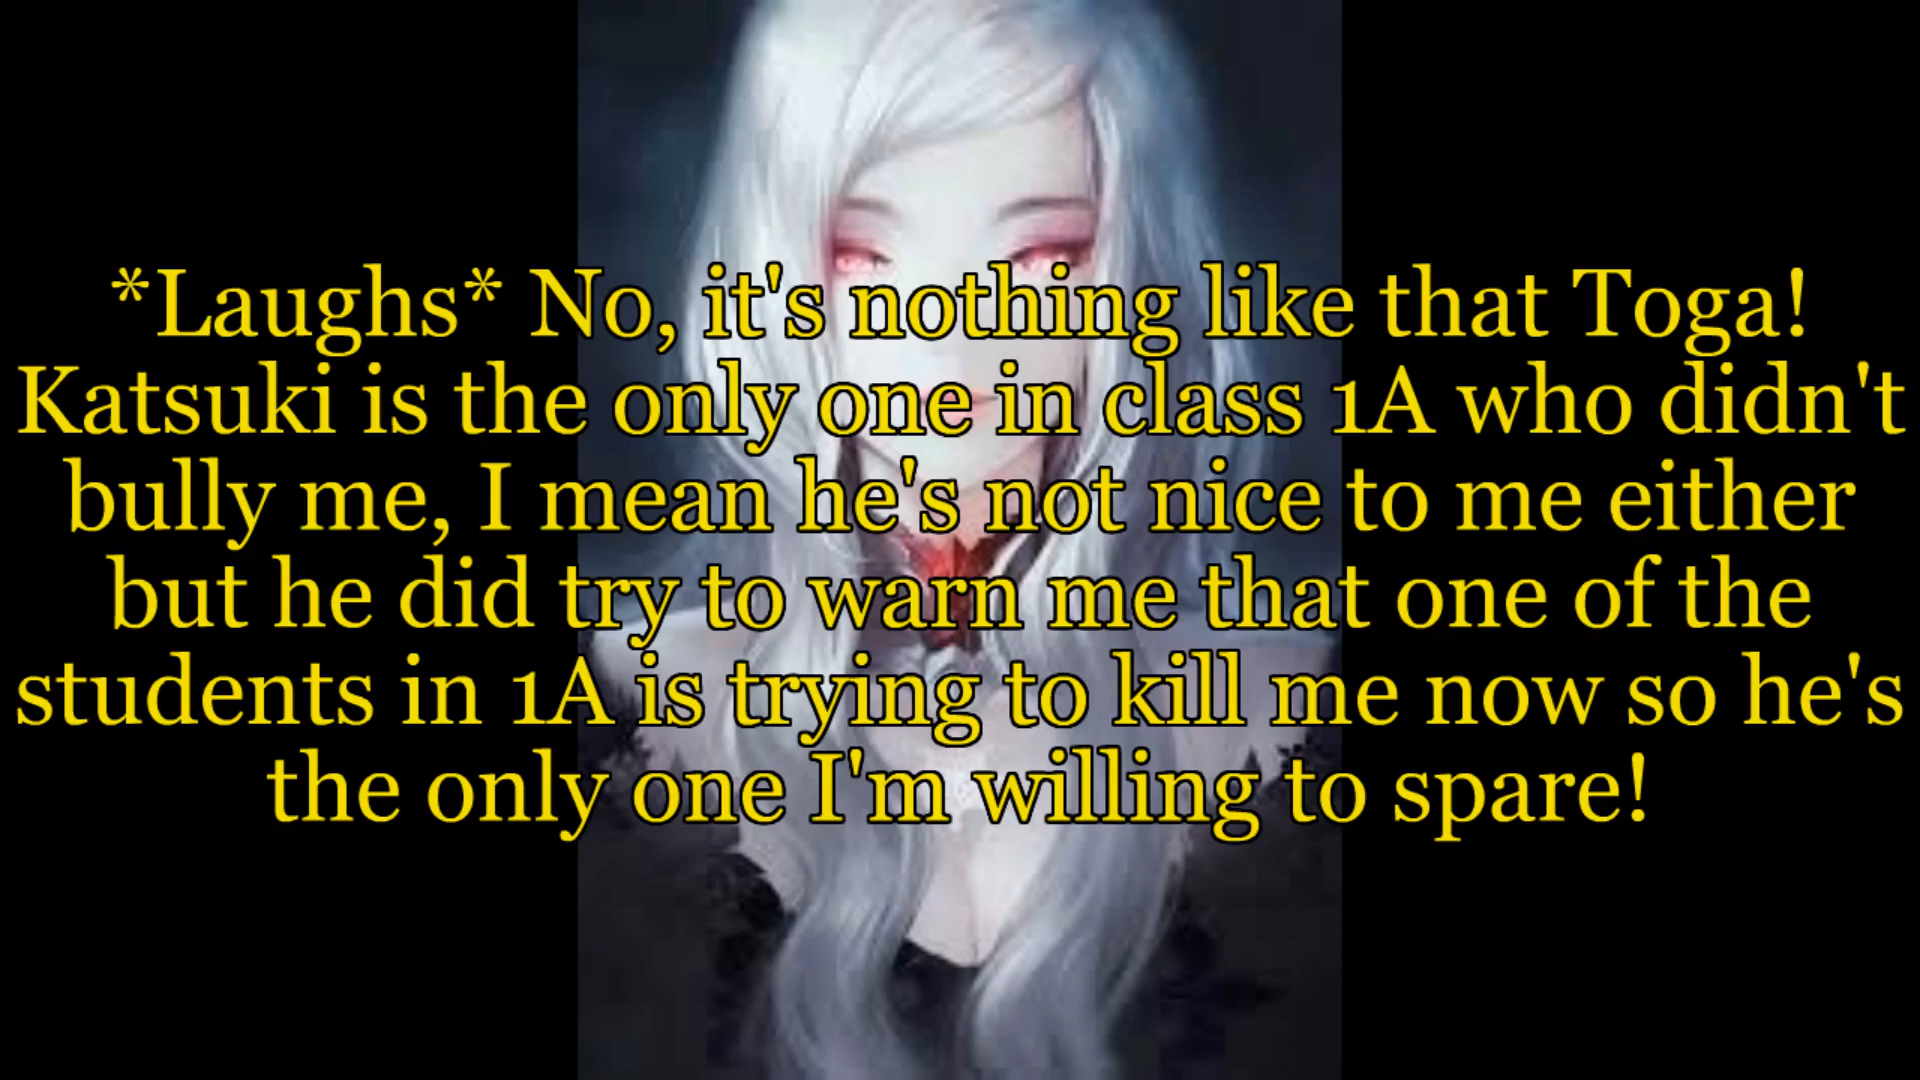 *Laughs* No, it's nothing like that Toga!
Katsuki is the only one in class 1A who didn't
bully me, I mean he's not nice to me either
but he did try to warn me that one of the
students in 1A is trying to kill me now so he's
the only one I'm willing to spare!